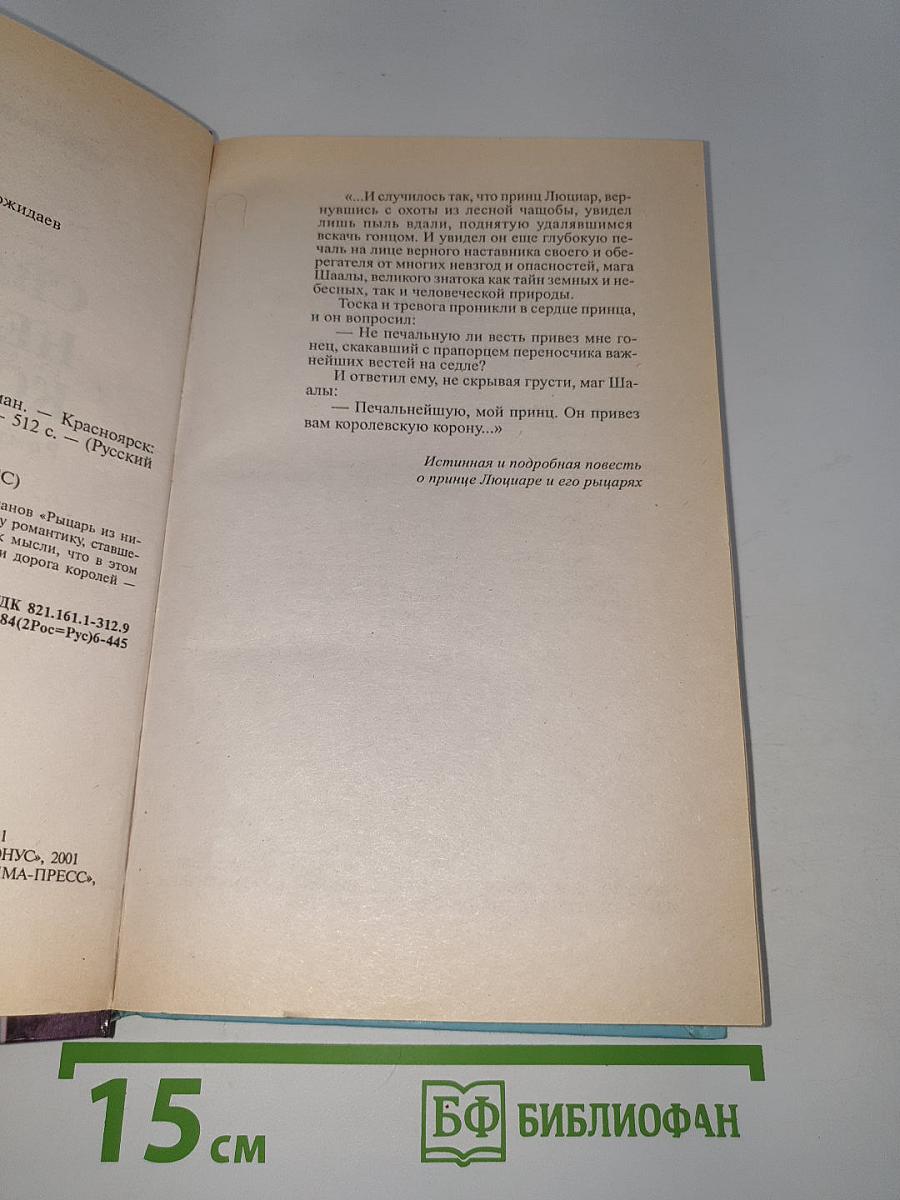 ожидаев
ман. — Красноярск:
— 512 с. — (Русский
С)
анов «Рыцарь из ни-
у романтику, ставше-
к мысли, что в этом
и дорога королей —
ДК 821.161.1-312.9
84(2Рос=Рус)6-445
1
ОНУС», 2001
МА-ПРЕСС»,
«...И случилось так, что принц Люциар, вер-
нувшись с охоты из лесной чащобы, увидел
лишь пыль вдали, поднятую удалявшимся
вскачь гонцом. И увидел он еще глубокую пе-
чаль на лице верного наставника своего и обе-
регателя от многих невзгод и опасностей, мага
Шаалы, великого знатока как тайн земных и не-
бесных, так и человеческой природы.
Тоска и тревога проникли в сердце принца,
и он вопросил:
— Не печальную ли весть привез мне го-
нец, скакавший с прапорцем переносчика важ-
нейших вестей на седле?
И ответил ему, не скрывая грусти, маг Ша-
алы:
— Печальнейшую, мой принц. Он привез
вам королевскую корону...»
Истинная и подробная повесть
о принце Люциаре и его рыцарях
15 см
БФ БИБЛИОФАН